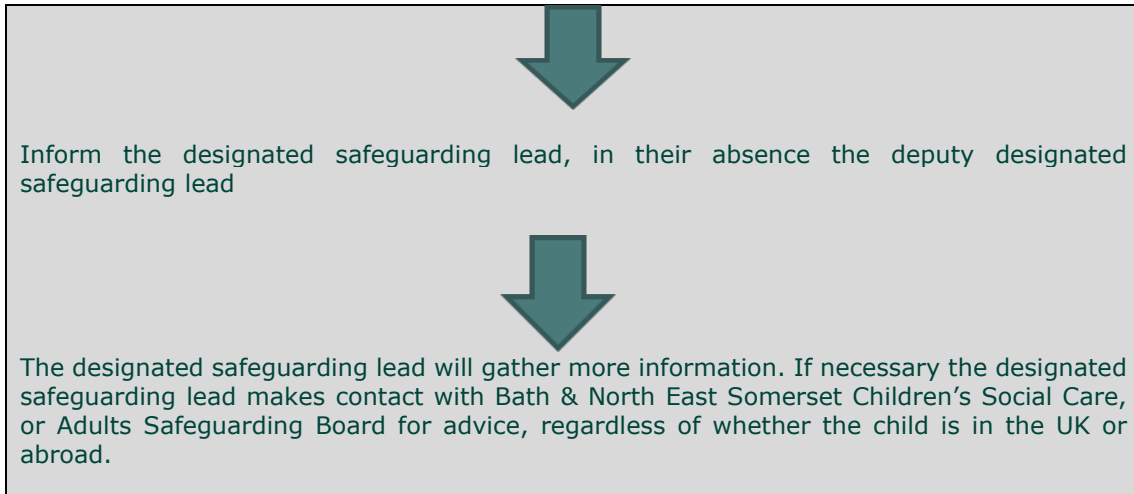 Inform the designated safeguarding lead, in their absence the deputy designated
safeguarding lead
The designated safeguarding lead will gather more information. If necessary the designated
safeguarding lead makes contact with Bath & North East Somerset Children’s Social Care,
or Adults Safeguarding Board for advice, regardless of whether the child is in the UK or
abroad.